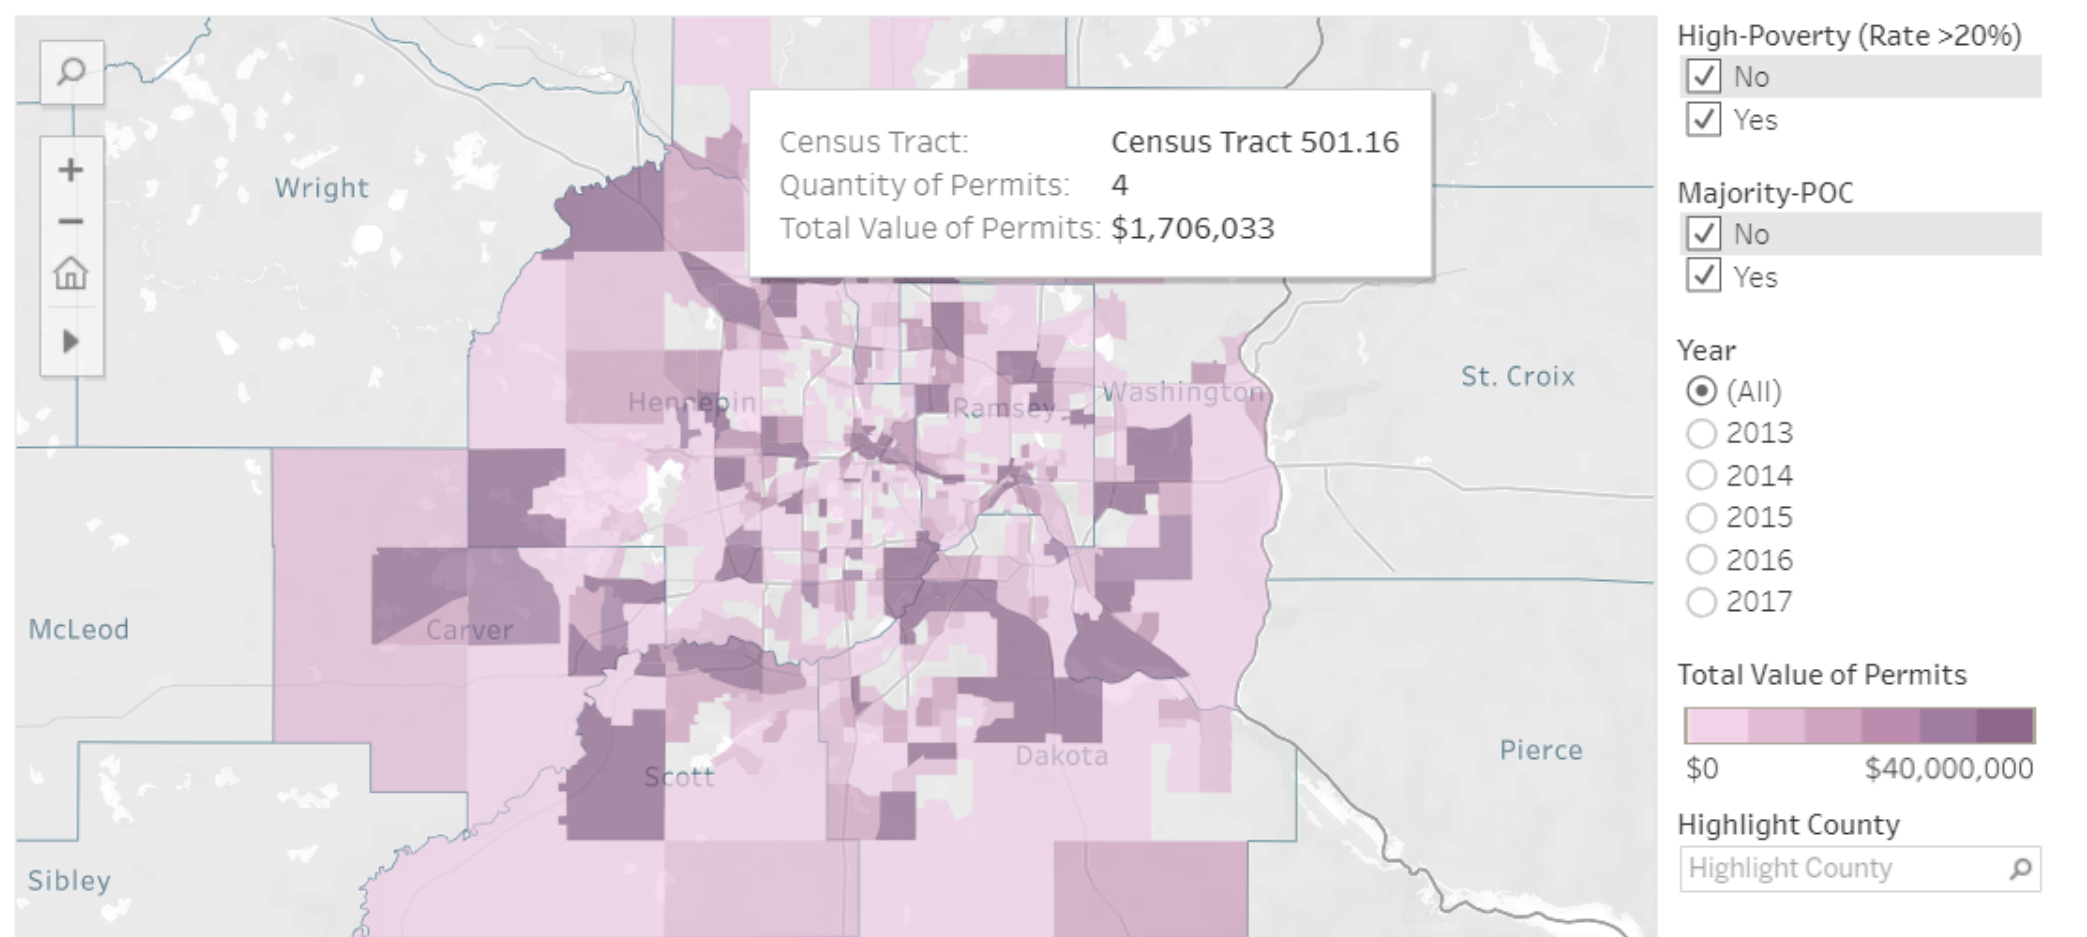 Census Tract: Census Tract 501.16
Quantity of Permits: 4
Total Value of Permits: $1,706,033
Wright
Hennepin
Ramsey
Washington
St. Croix
McLeod
Carver
Scott
Dakota
Pierce
Sibley
High-Poverty (Rate >20%)
No
Yes
Majority-POC
No
Yes
Year
(All)
2013
2014
2015
2016
2017
Total Value of Permits
$0 $40,000,000
Highlight County
Highlight County